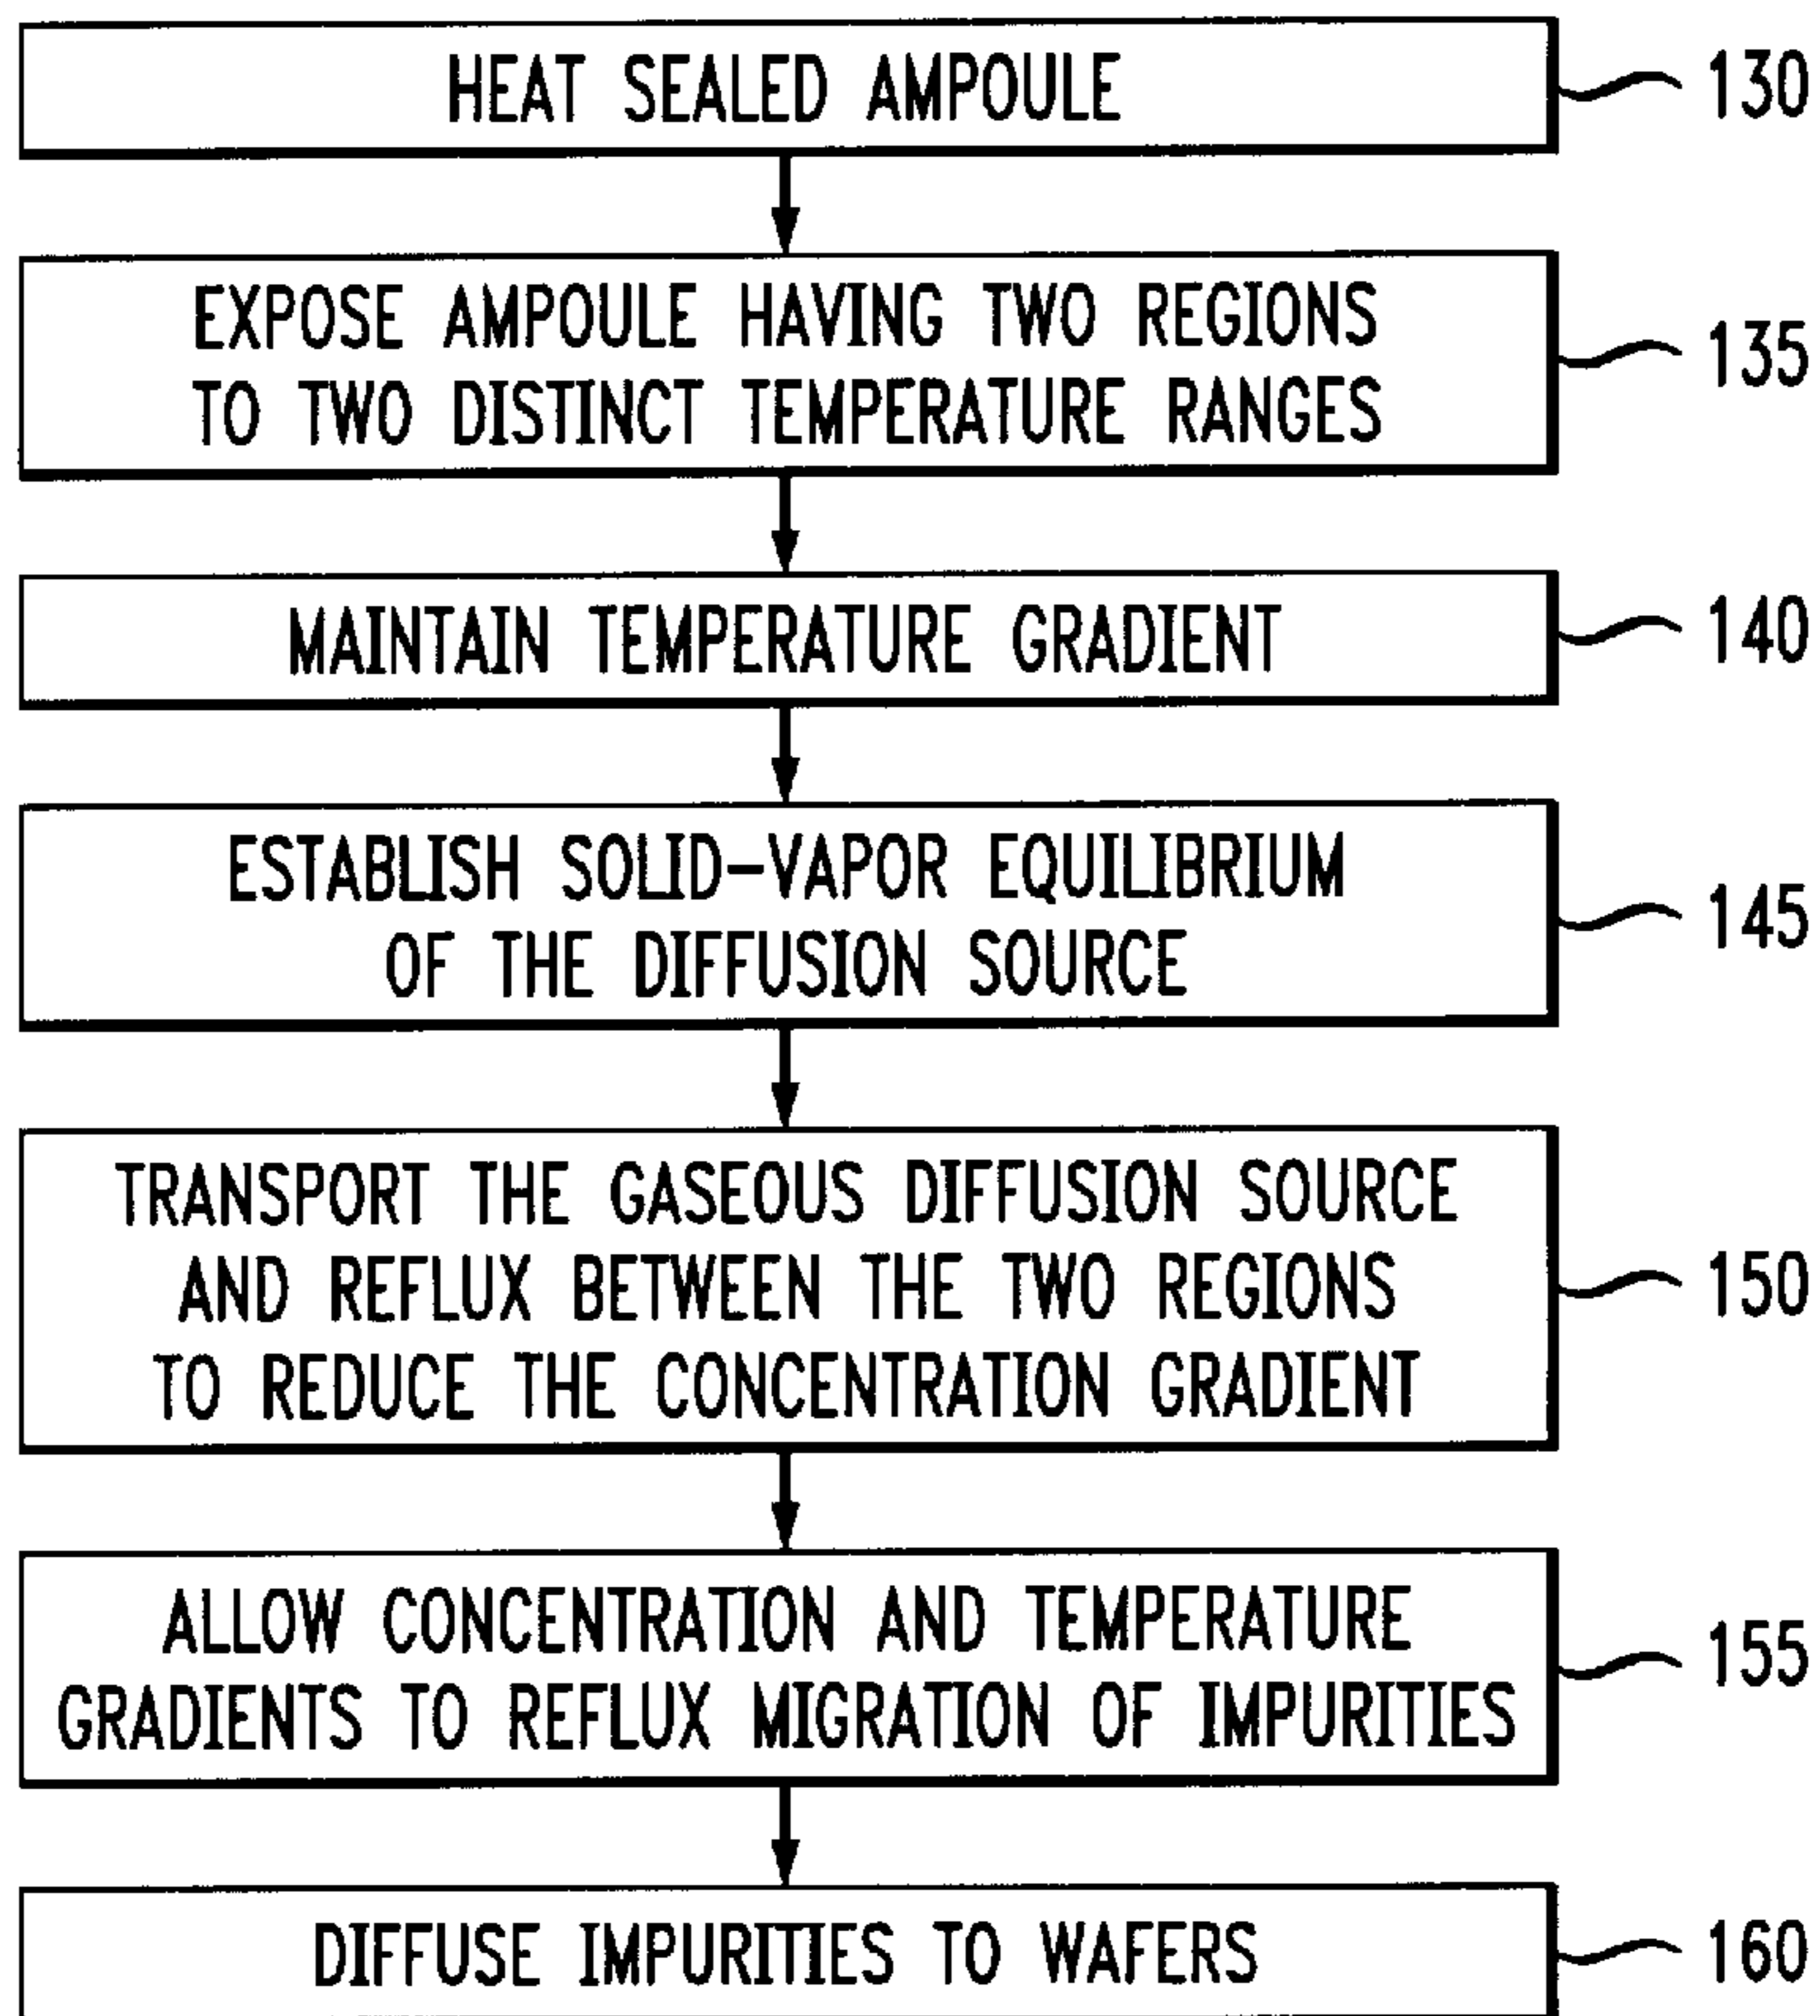 HEAT SEALED AMPOULE
130
EXPOSE AMPOULE HAVING TWO REGIONS
TO TWO DISTINCT TEMPERATURE RANGES
135
MAINTAIN TEMPERATURE GRADIENT
140
ESTABLISH SOLID-VAPOR EQUILIBRIUM
OF THE DIFFUSION SOURCE
145
TRANSPORT THE GASEOUS DIFFUSION SOURCE
AND REFLUX BETWEEN THE TWO REGIONS
TO REDUCE THE CONCENTRATION GRADIENT
150
ALLOW CONCENTRATION AND TEMPERATURE
GRADIENTS TO REFLUX MIGRATION OF IMPURITIES
155
DIFFUSE IMPURITIES TO WAFERS
160